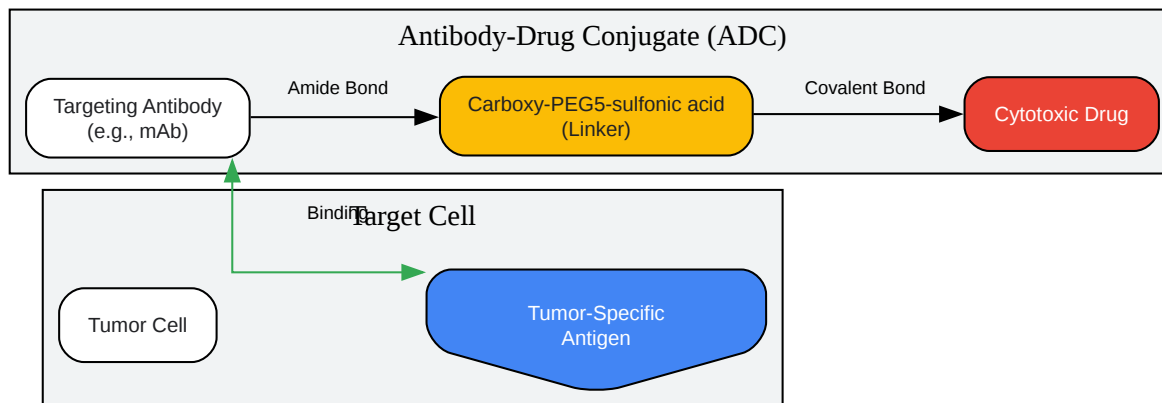 Antibody-Drug Conjugate (ADC)
Targeting Antibody
(e.g., mAb)
Amide Bond
Carboxy-PEG5-sulfonic acid
(Linker)
Covalent Bond
Cytotoxic Drug
Binding
Target Cell
Tumor Cell
Tumor-Specific
Antigen